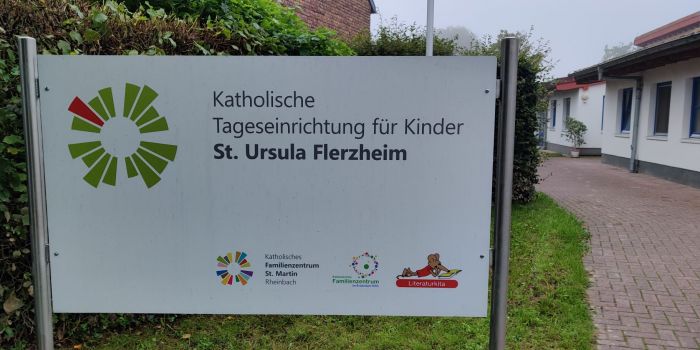 Katholische
Tageseinrichtung für Kinder
St. Ursula Flerzheim
Katholisches
Familienzentrum
St. Martin
Rheinbach
Familienzentrum
Literaturkita